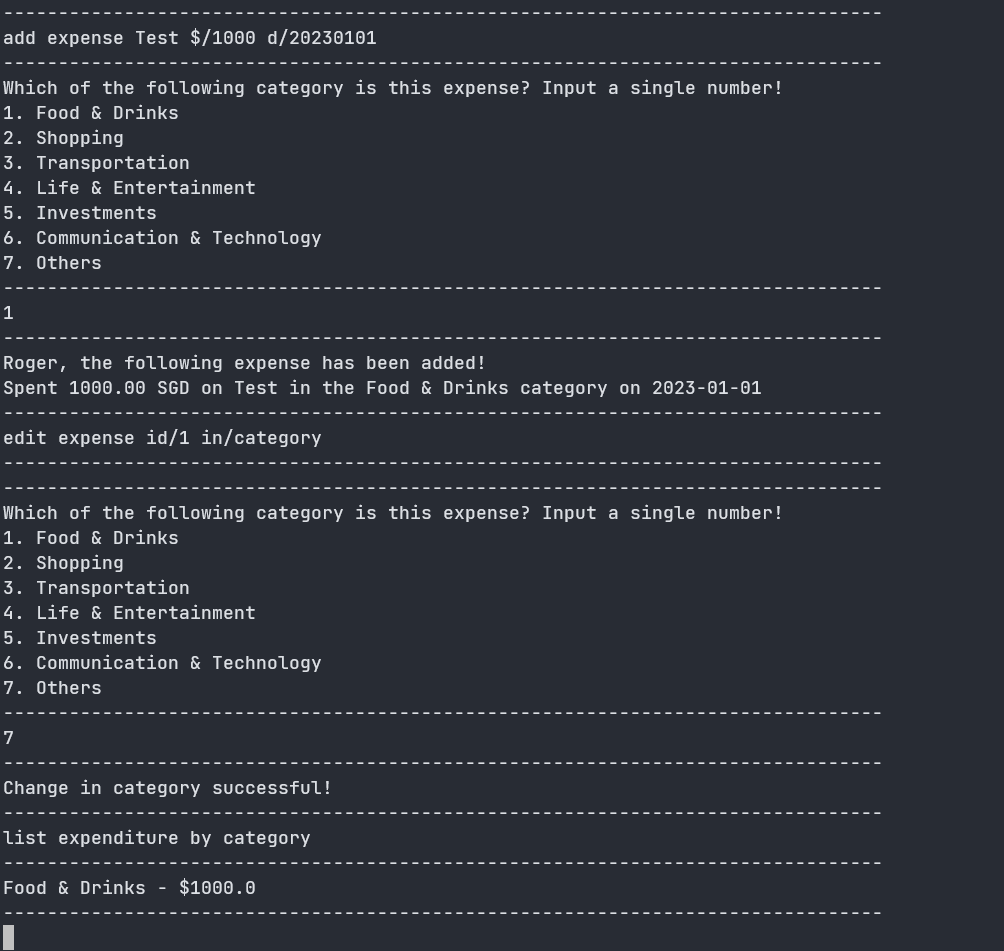 --------------------------------------------------------------------------------
add expense Test $/1000 d/20230101
--------------------------------------------------------------------------------
Which of the following category is this expense? Input a single number!
1. Food & Drinks
2. Shopping
3. Transportation
4. Life & Entertainment
5. Investments
6. Communication & Technology
7. Others
--------------------------------------------------------------------------------
1
--------------------------------------------------------------------------------
Roger, the following expense has been added!
Spent 1000.00 SGD on Test in the Food & Drinks category on 2023-01-01
--------------------------------------------------------------------------------
edit expense id/1 in/category
--------------------------------------------------------------------------------
--------------------------------------------------------------------------------
Which of the following category is this expense? Input a single number!
1. Food & Drinks
2. Shopping
3. Transportation
4. Life & Entertainment
5. Investments
6. Communication & Technology
7. Others
--------------------------------------------------------------------------------
7
--------------------------------------------------------------------------------
Change in category successful!
--------------------------------------------------------------------------------
list expenditure by category
--------------------------------------------------------------------------------
Food & Drinks - $1000.0
--------------------------------------------------------------------------------